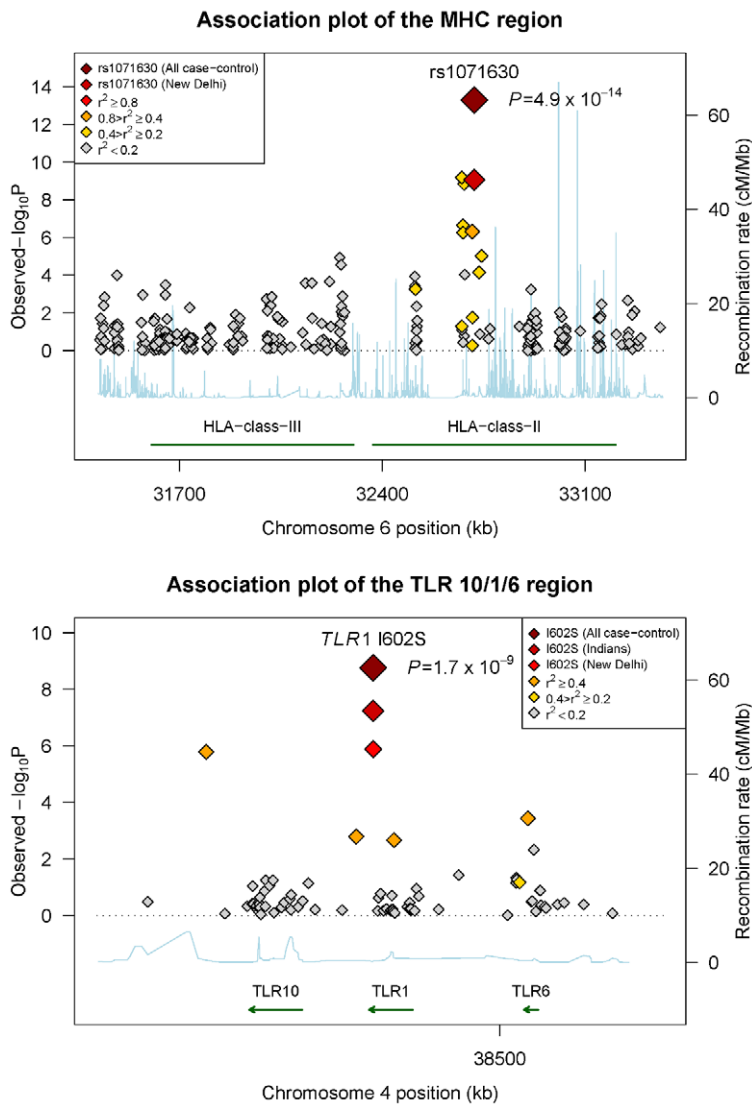 Association plot of the MHC region
rs1071630 (All case-control)
rs1071630 (New Delhi)
r² ≥ 0.8
0.8>r² ≥ 0.4
0.4>r² ≥ 0.2
r² < 0.2
rs1071630
P=4.9 x 10⁻¹⁴
Observed-log₁₀P
14
12
10
8
6
4
2
0
Recombination rate (cM/Mb)
60
40
20
0
HLA-class-III
HLA-class-II
31700
32400
33100
Chromosome 6 position (kb)
Association plot of the TLR 10/1/6 region
TLR1 I602S
P=1.7 x 10⁻⁹
I602S (All case-control)
I602S (Indians)
I602S (New Delhi)
r² ≥ 0.4
0.4>r² ≥ 0.2
r² < 0.2
Observed -log₁₀P
10
8
6
4
2
0
Recombination rate (cM/Mb)
60
40
20
0
TLR10
TLR1
TLR6
38500
Chromosome 4 position (kb)